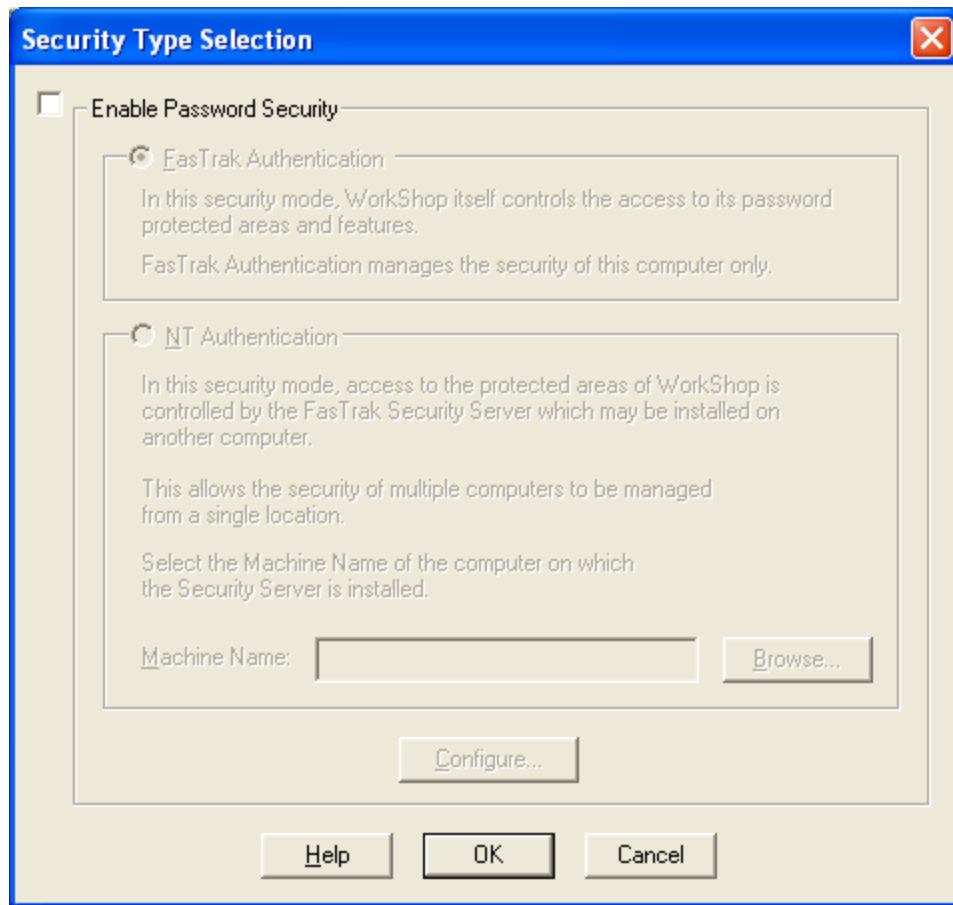 Security Type Selection
Enable Password Security
FasTrak Authentication
In this security mode, WorkShop itself controls the access to its password
protected areas and features.
FasTrak Authentication manages the security of this computer only.
NT Authentication
In this security mode, access to the protected areas of WorkShop is
controlled by the FasTrak Security Server which may be installed on
another computer.
This allows the security of multiple computers to be managed
from a single location.
Select the Machine Name of the computer on which
the Security Server is installed.
Machine Name:
Browse...
Configure...
Help
OK
Cancel